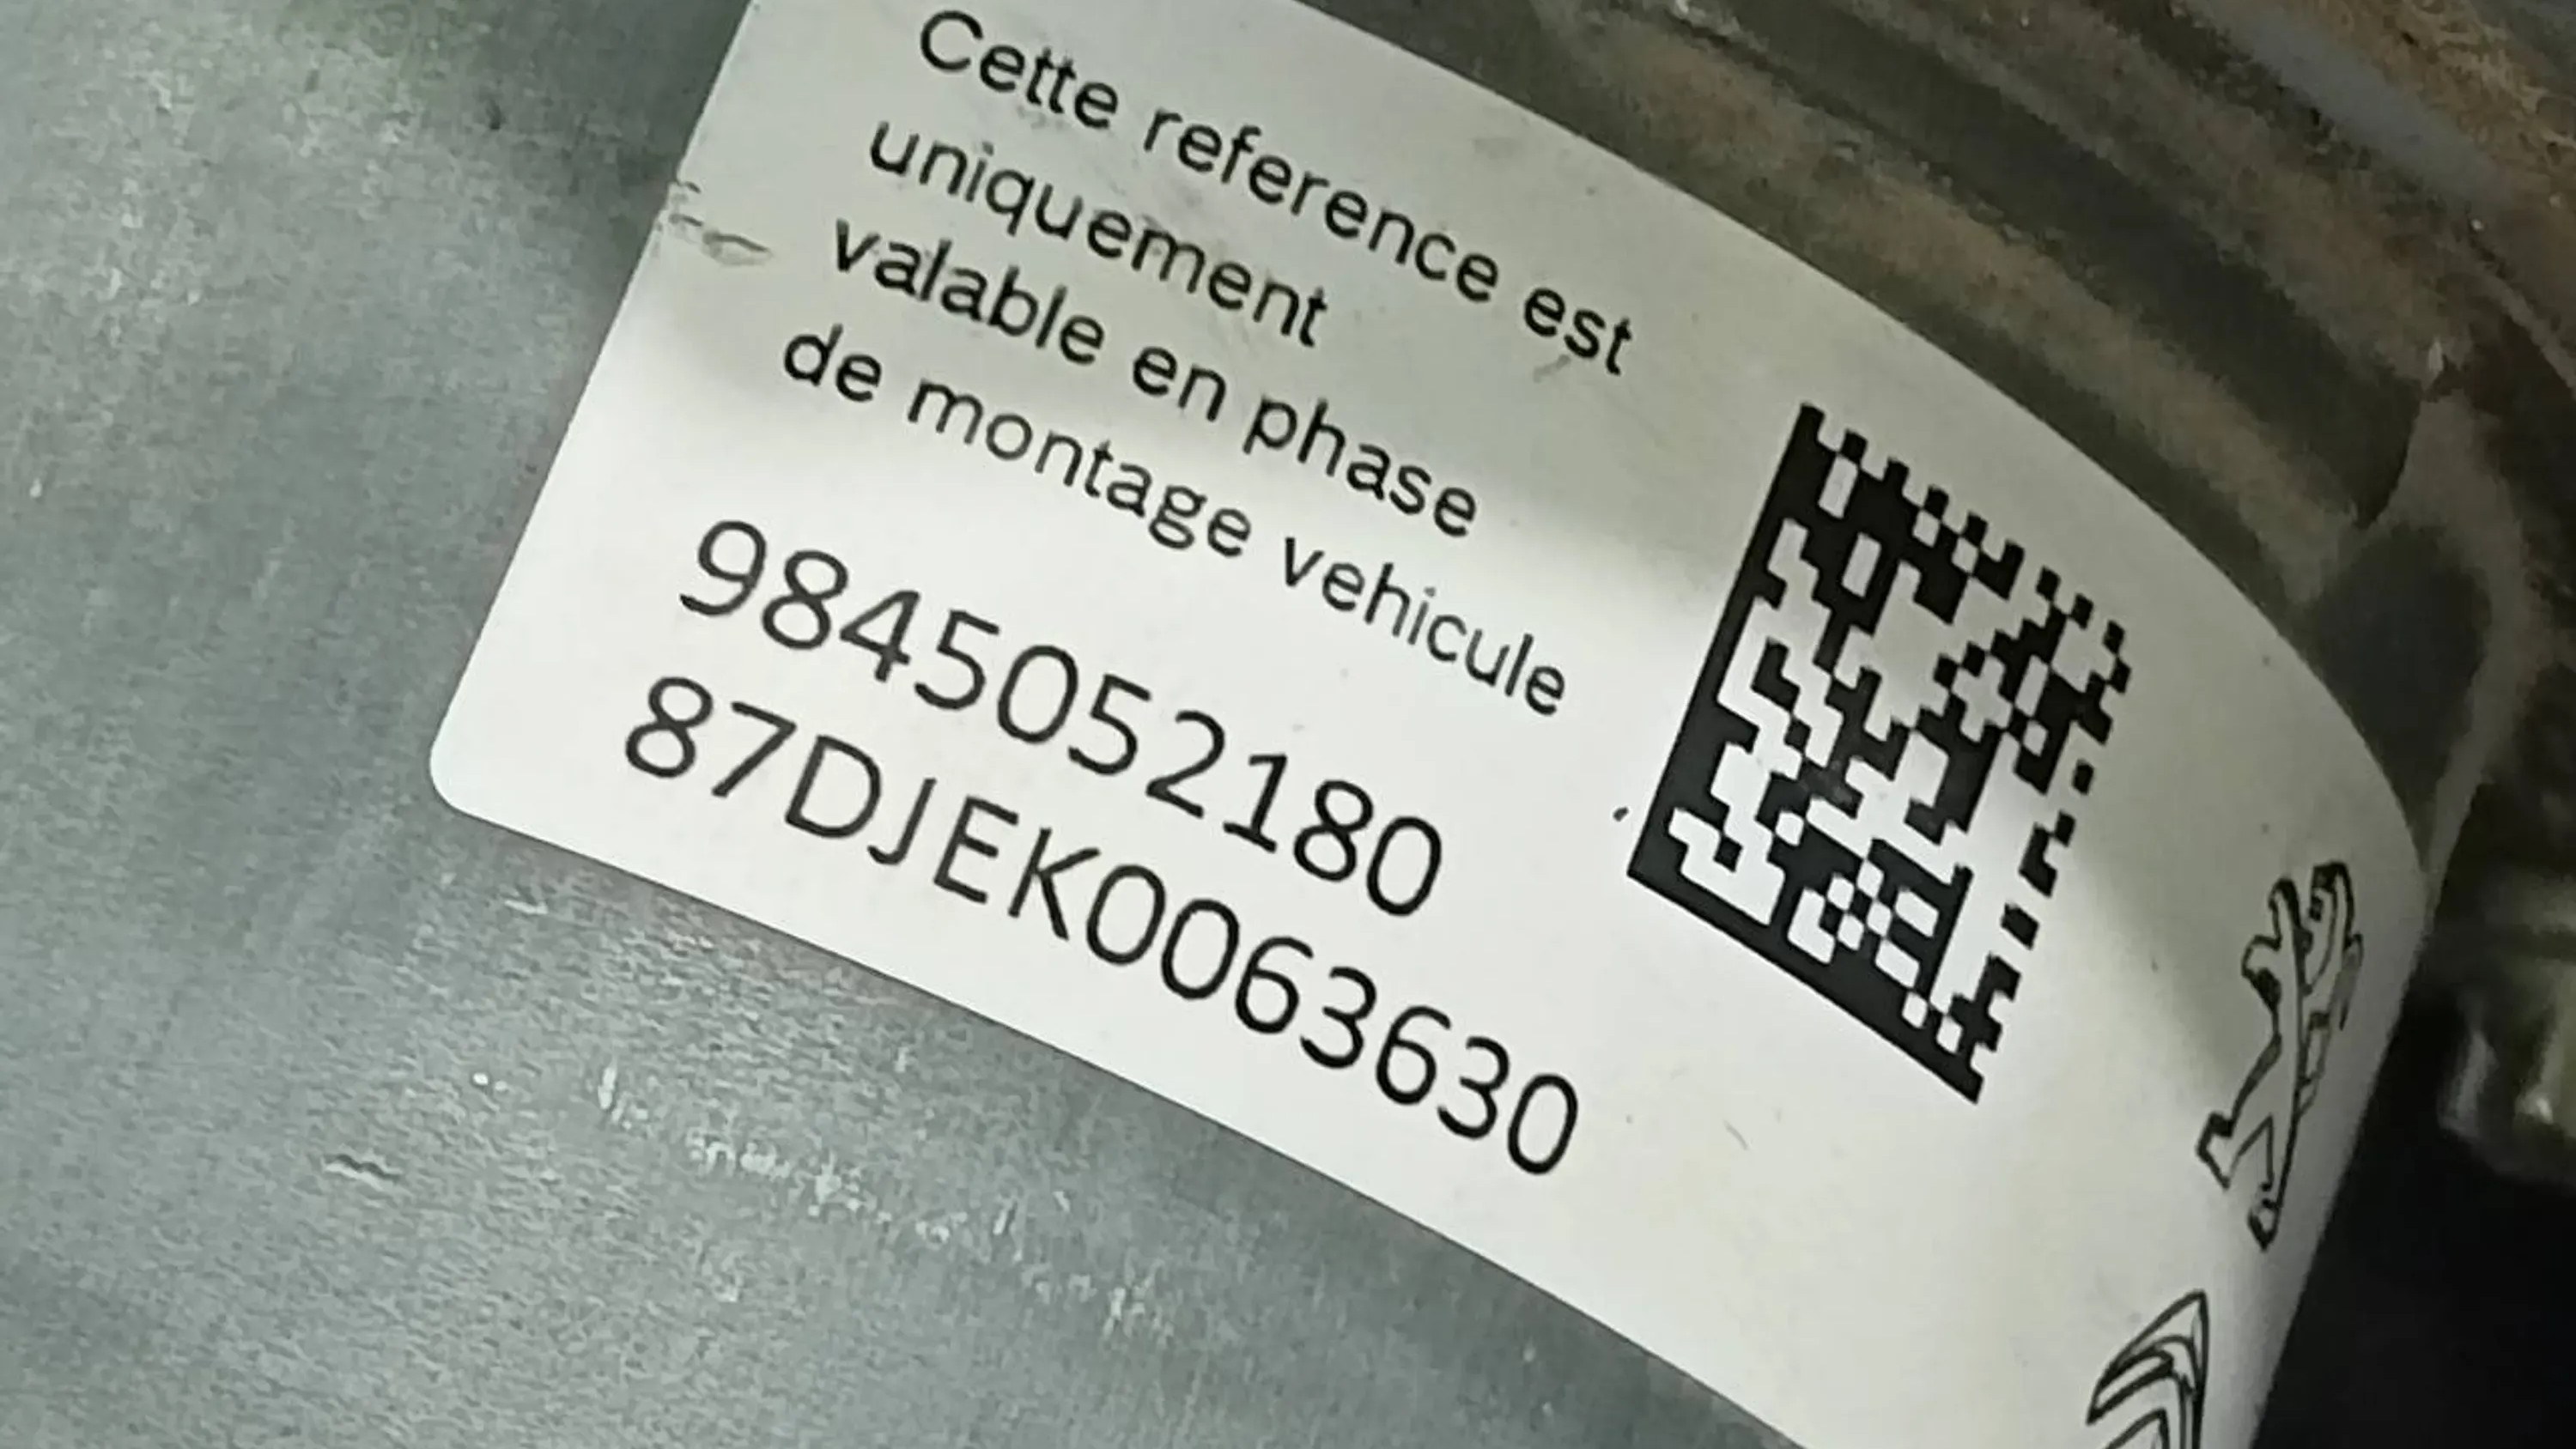 Cette reference est
uniquement
valable en phase
de montage vehicule
9845052180
87DJEK0063630